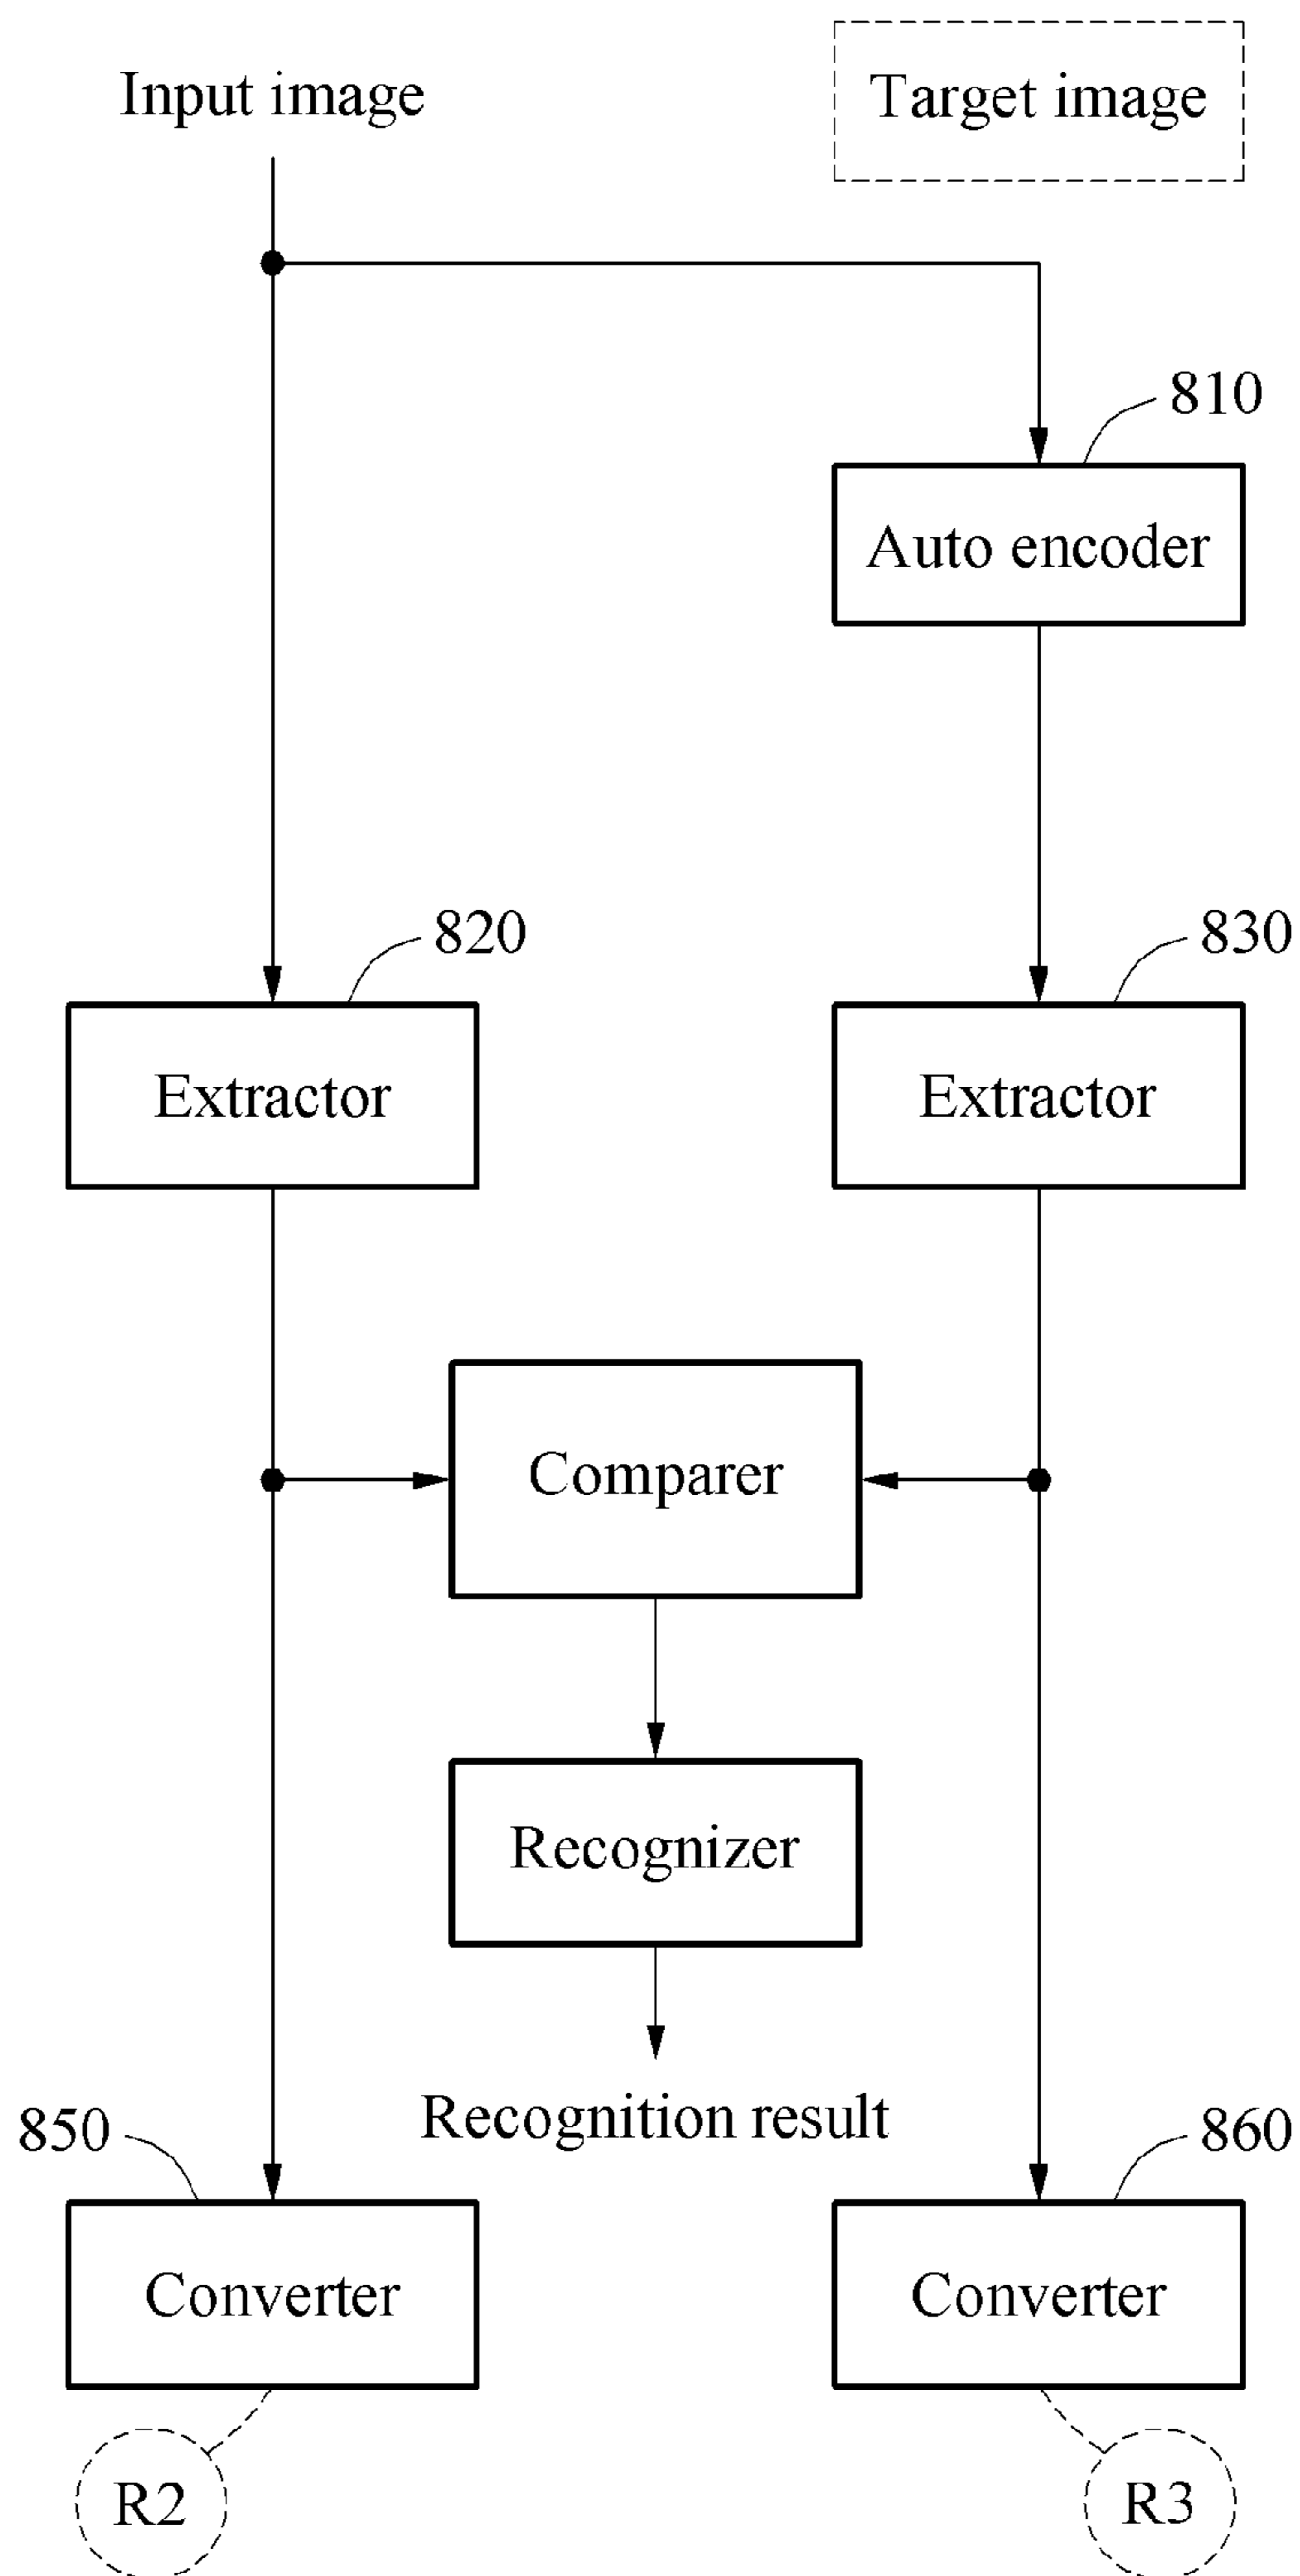 Input image
Target image
810
Auto encoder
820
830
Extractor
Extractor
Comparer
Recognizer
Recognition result
850
860
Converter
Converter
R2
R3